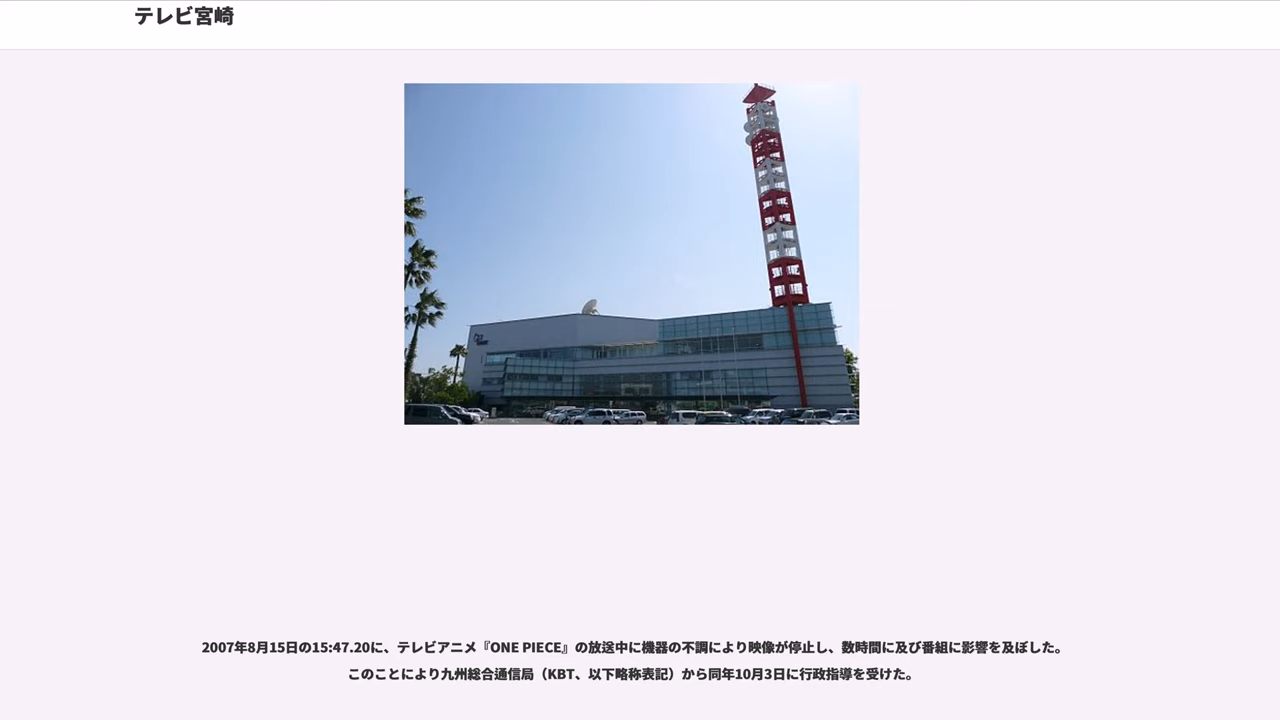 テレビ宮崎
2007年8月15日の15:47.20に、テレビアニメ『ONE PIECE』の放送中に機器の不調により映像が停止し、数時間に及び番組に影響を及ぼした。
このことにより九州総合通信局（KBT、以下略称表記）から同年10月3日に行政指導を受けた。